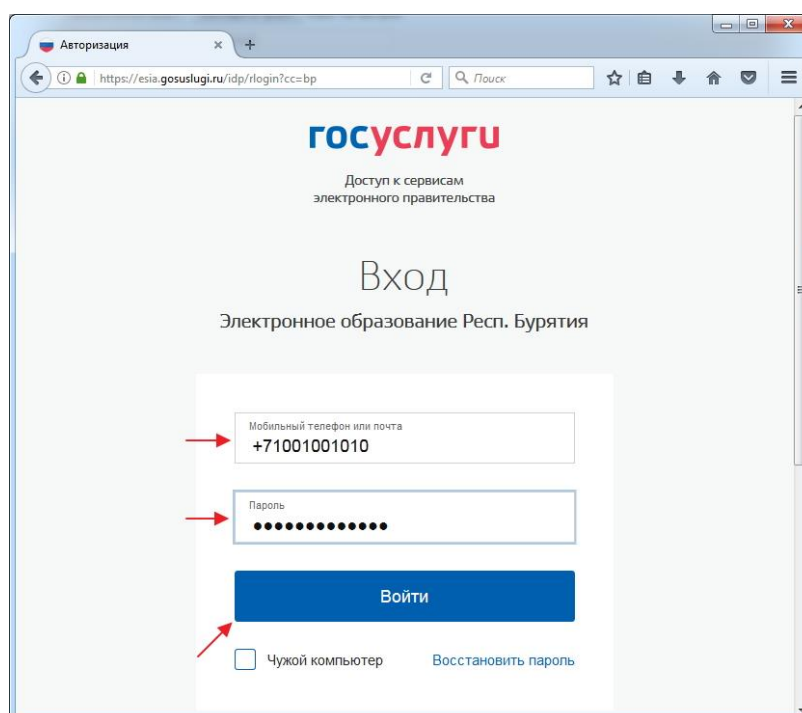 Авторизация
https://esia.gosuslugi.ru/idp/rlogin?cc=bp
Поиск
госуслуги
Доступ к сервисам
электронного правительства
Вход
Электронное образование Респ. Бурятия
Мобильный телефон или почта
+71001001010
Пароль
Войти
Чужой компьютер Восстановить пароль